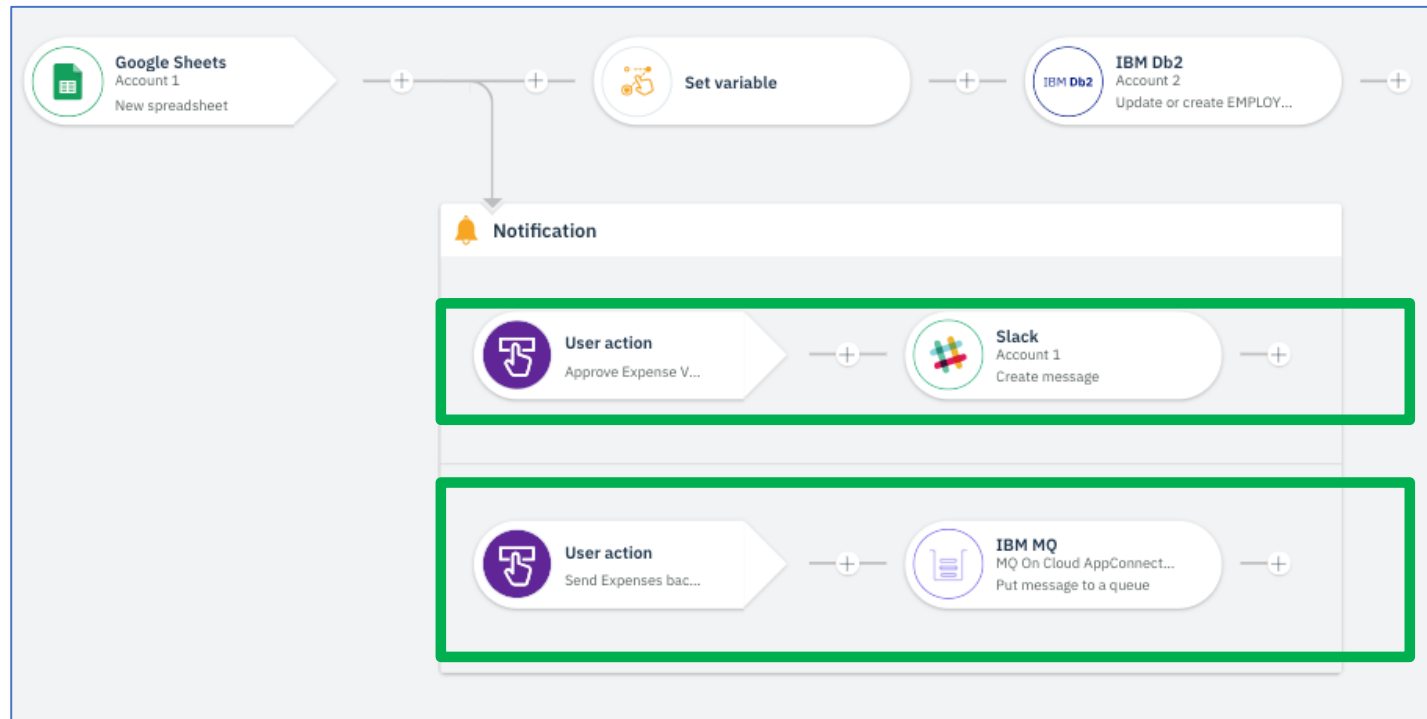 Google Sheets
Account 1
New spreadsheet
Set variable
IBM Db2
IBM Db2
Account 2
Update or create EMPLOY...
Notification
User action
Approve Expense V...
Slack
Account 1
Create message
User action
Send Expenses bac...
IBM MQ
MQ On Cloud AppConnect...
Put message to a queue